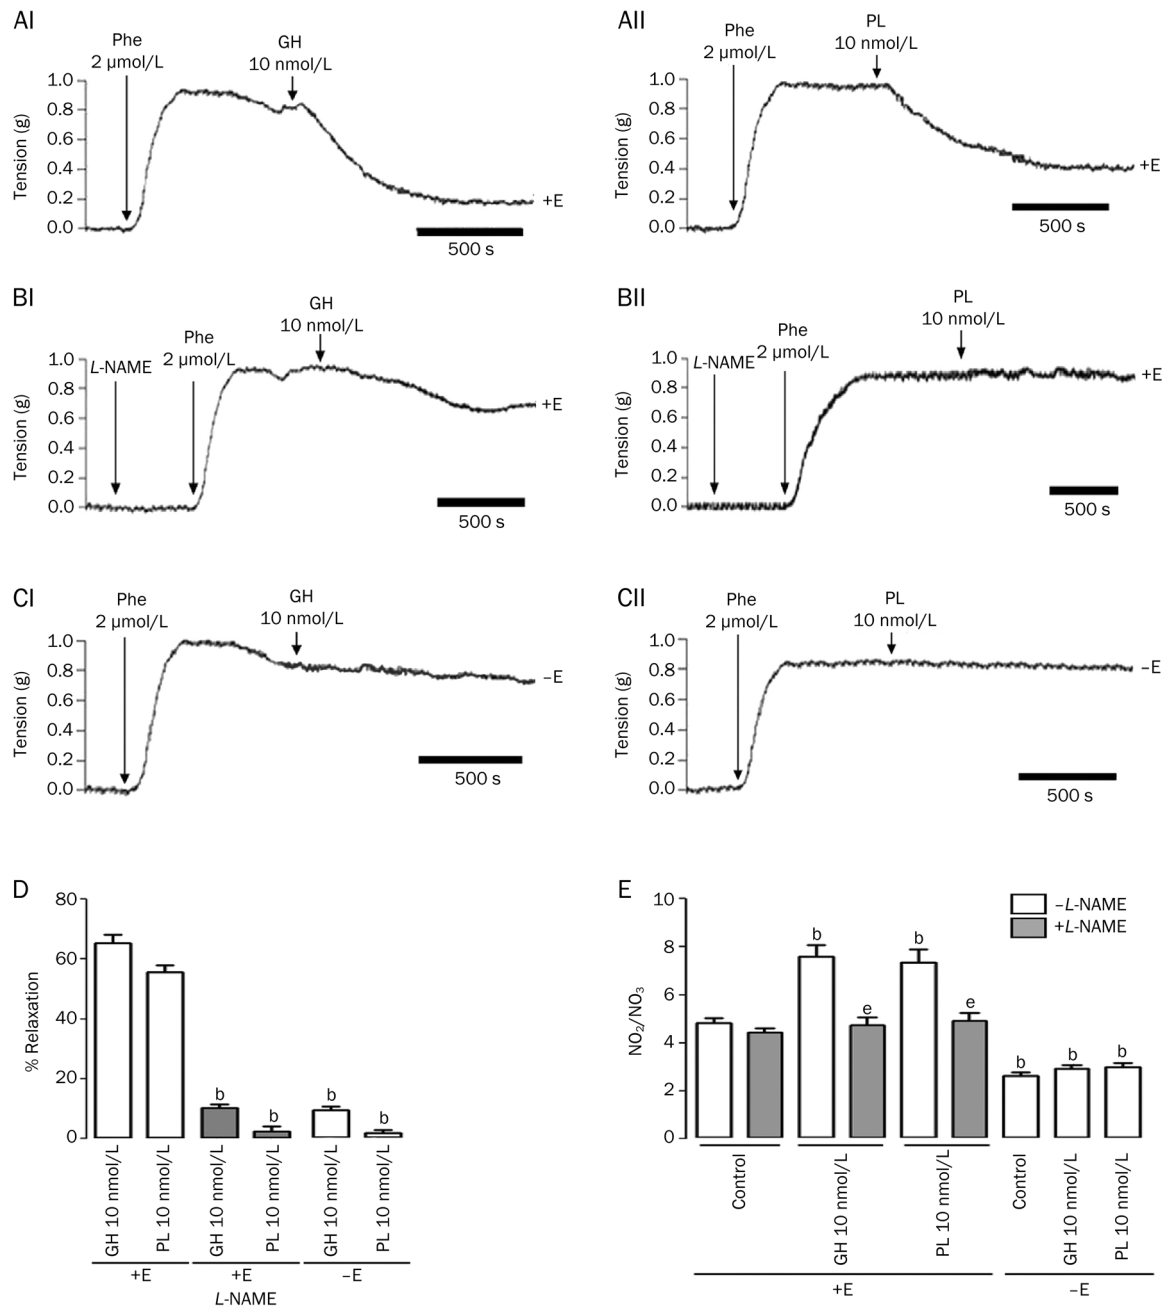 AI
Phe
2 µmol/L
GH
10 nmol/L
Tension (g)
1.0
0.8
0.6
0.4
0.2
0.0
+E
500 s
AII
Phe
2 µmol/L
PL
10 nmol/L
Tension (g)
1.0
0.8
0.6
0.4
0.2
0.0
+E
500 s
BI
L-NAME
Phe
2 µmol/L
GH
10 nmol/L
Tension (g)
1.0
0.8
0.6
0.4
0.2
0.0
+E
500 s
BII
L-NAME
Phe
2 µmol/L
PL
10 nmol/L
Tension (g)
1.0
0.8
0.6
0.4
0.2
0.0
+E
500 s
CI
Phe
2 µmol/L
GH
10 nmol/L
Tension (g)
1.0
0.8
0.6
0.4
0.2
0.0
–E
500 s
CII
Phe
2 µmol/L
PL
10 nmol/L
Tension (g)
1.0
0.8
0.6
0.4
0.2
0.0
–E
500 s
D
% Relaxation
80
60
40
20
0
b
b
b
b
GH 10 nmol/L
PL 10 nmol/L
GH 10 nmol/L
PL 10 nmol/L
GH 10 nmol/L
PL 10 nmol/L
+E
+E
–E
L-NAME
E
NO₂/NO₃
10
8
6
4
2
0
–L-NAME
+L-NAME
b
e
b
e
b
b
b
Control
GH 10 nmol/L
PL 10 nmol/L
Control
GH 10 nmol/L
PL 10 nmol/L
+E
–E